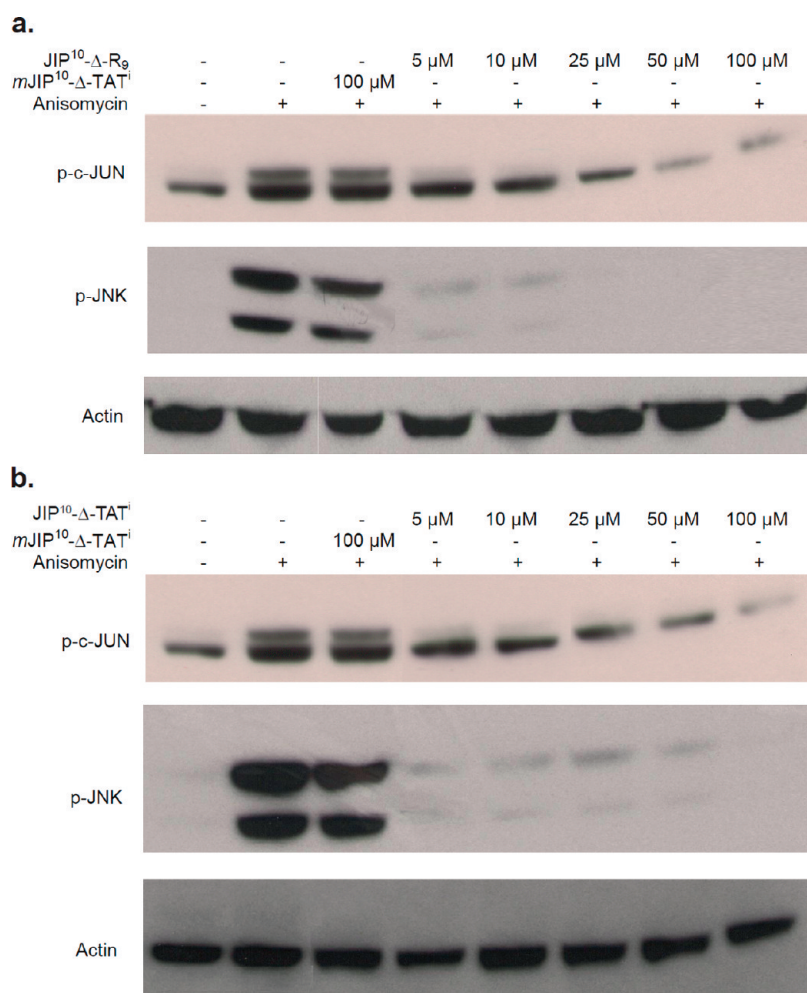 a.
JIP¹⁰-Δ-R₉ - - - 5 µM 10 µM 25 µM 50 µM 100 µM
mJIP¹⁰-Δ-TATⁱ - - 100 µM - - - - -
Anisomycin - + + + + + + +
p-c-JUN
p-JNK
Actin
b.
JIP¹⁰-Δ-TATⁱ - - - 5 µM 10 µM 25 µM 50 µM 100 µM
mJIP¹⁰-Δ-TATⁱ - - 100 µM - - - - -
Anisomycin - + + + + + + +
p-c-JUN
p-JNK
Actin